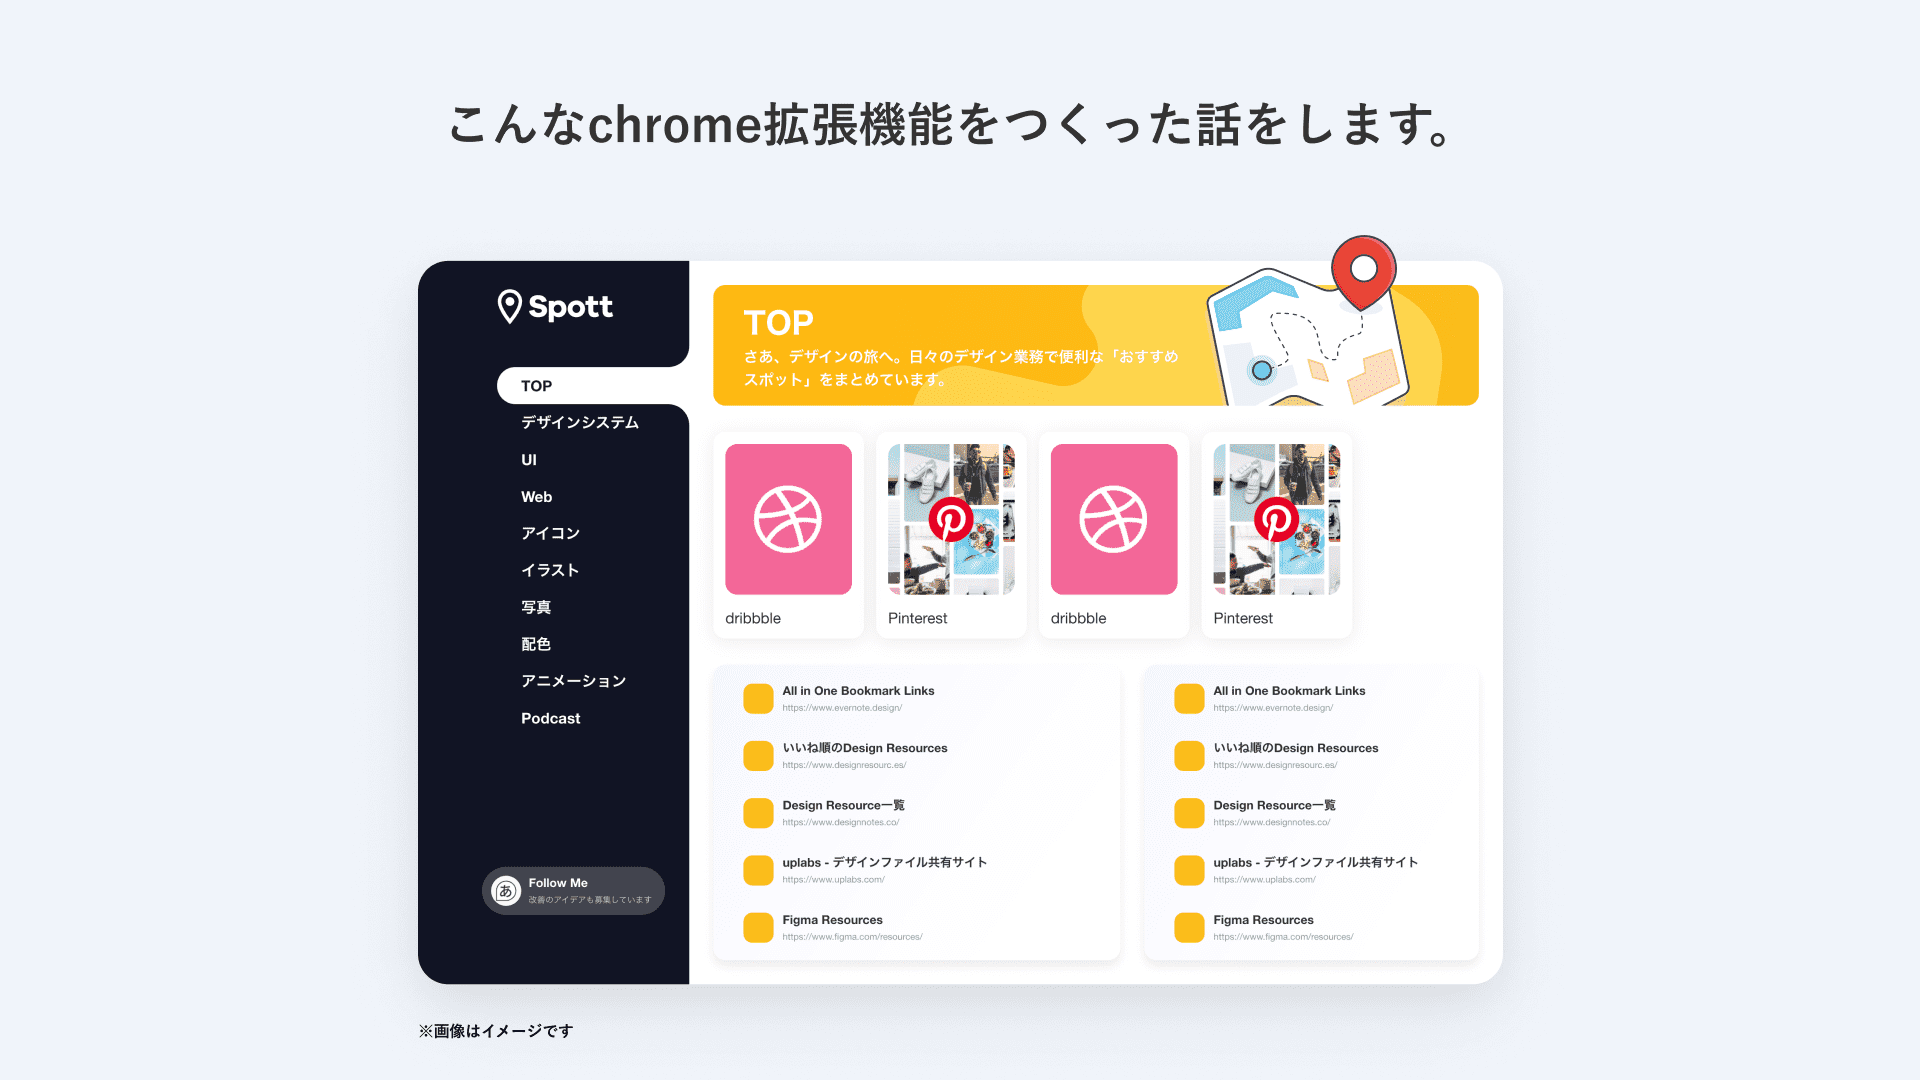 こんなchrome拡張機能をつくった話をします。
Spott
TOP
デザインシステム
UI
Web
アイコン
イラスト
写真
配色
アニメーション
Podcast
あ
Follow Me
改善のアイデアも募集しています
TOP
さあ、デザインの旅へ。日々のデザイン業務で便利な「おすすめ
スポット」をまとめています。
dribbble
Pinterest
dribbble
Pinterest
All in One Bookmark Links
https://www.evernote.design/
いいね順のDesign Resources
https://www.designresourc.es/
Design Resource一覧
https://www.designnotes.co/
uplabs - デザインファイル共有サイト
https://www.uplabs.com/
Figma Resources
https://www.figma.com/resources/
All in One Bookmark Links
https://www.evernote.design/
いいね順のDesign Resources
https://www.designresourc.es/
Design Resource一覧
https://www.designnotes.co/
uplabs - デザインファイル共有サイト
https://www.uplabs.com/
Figma Resources
https://www.figma.com/resources/
※画像はイメージです